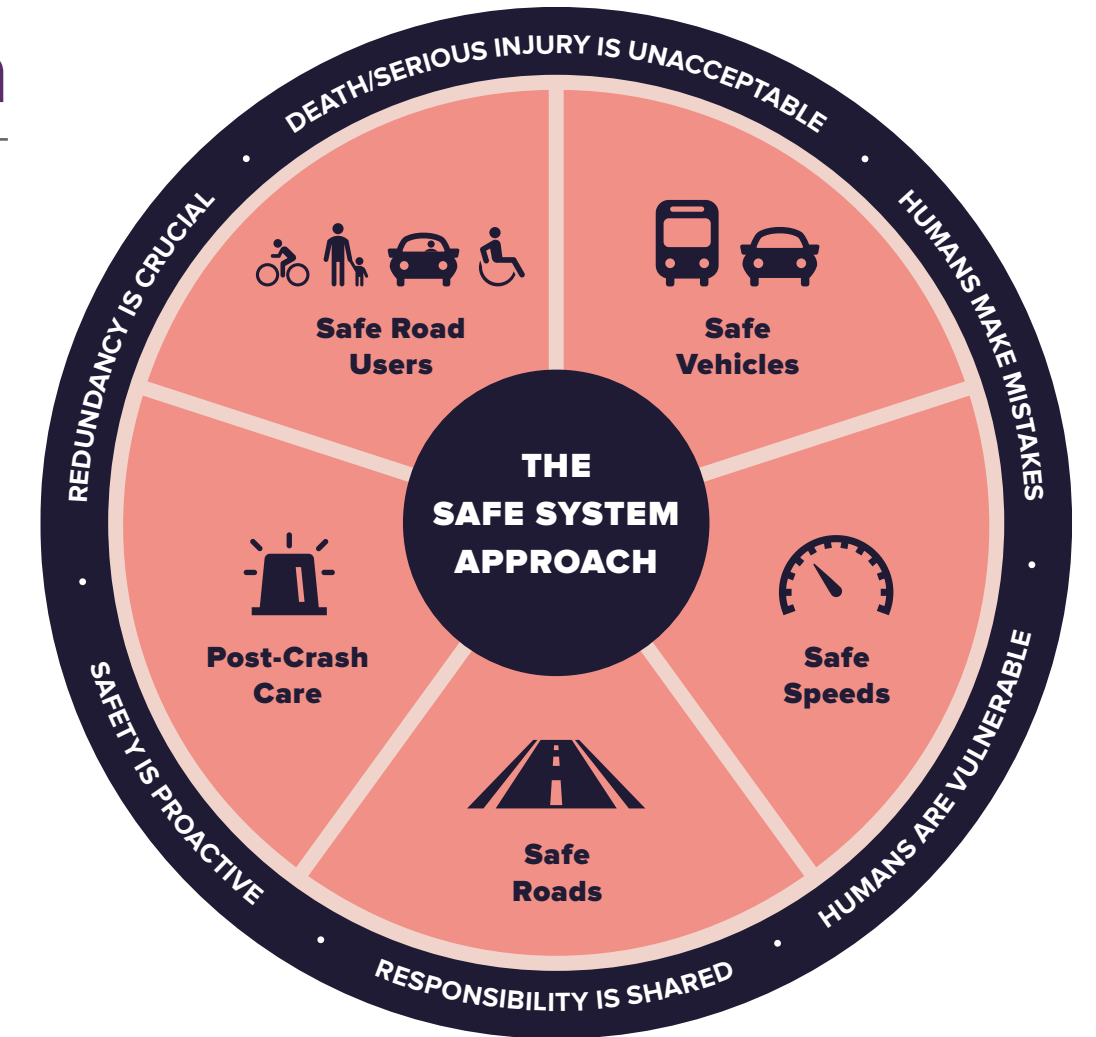 DEATH/SERIOUS INJURY IS UNACCEPTABLE
HUMANS MAKE MISTAKES
HUMANS ARE VULNERABLE
RESPONSIBILITY IS SHARED
SAFETY IS PROACTIVE
REDUNDANCY IS CRUCIAL
Safe Road
Users
Safe
Vehicles
THE
SAFE SYSTEM
APPROACH
Post-Crash
Care
Safe
Speeds
Safe
Roads